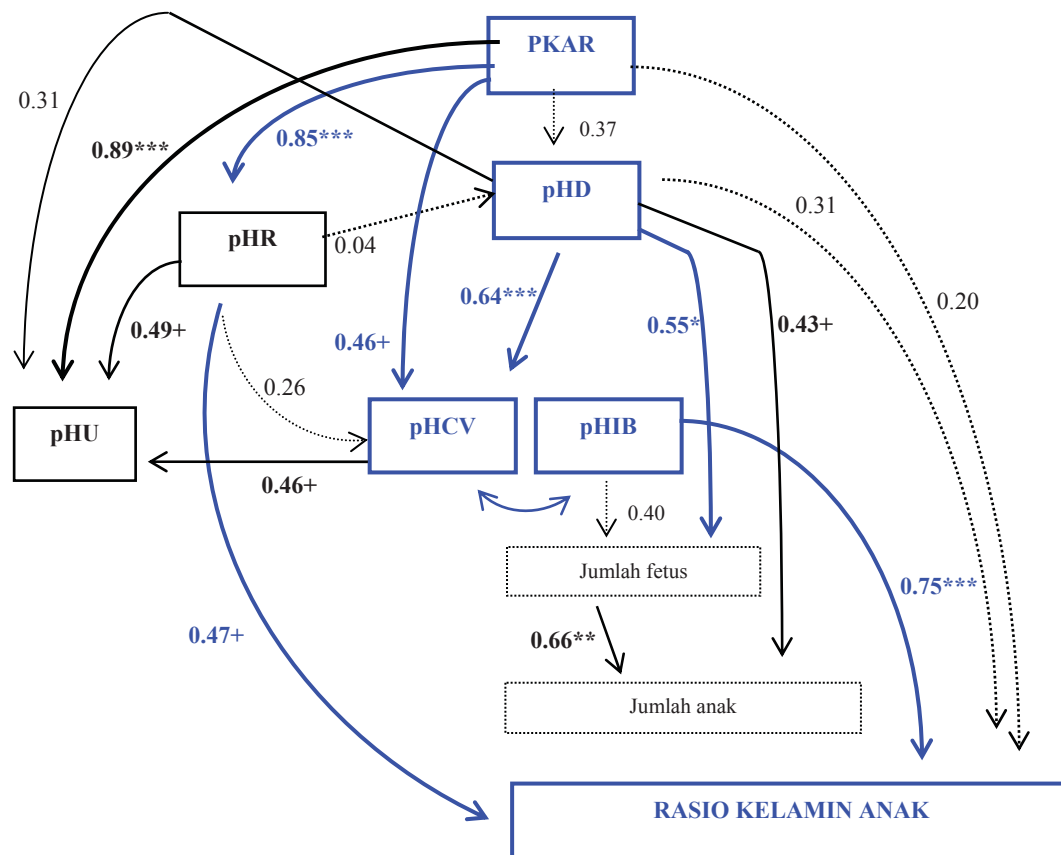 PKAR
0.31
0.37
0.89***
0.85***
pHD
0.31
pHR
0.04
0.64***
0.20
0.49+
0.46+
0.55*
0.43+
0.26
pHU
pHCV
pHIB
0.46+
0.40
Jumlah fetus
0.75***
0.47+
0.66**
Jumlah anak
RASIO KELAMIN ANAK